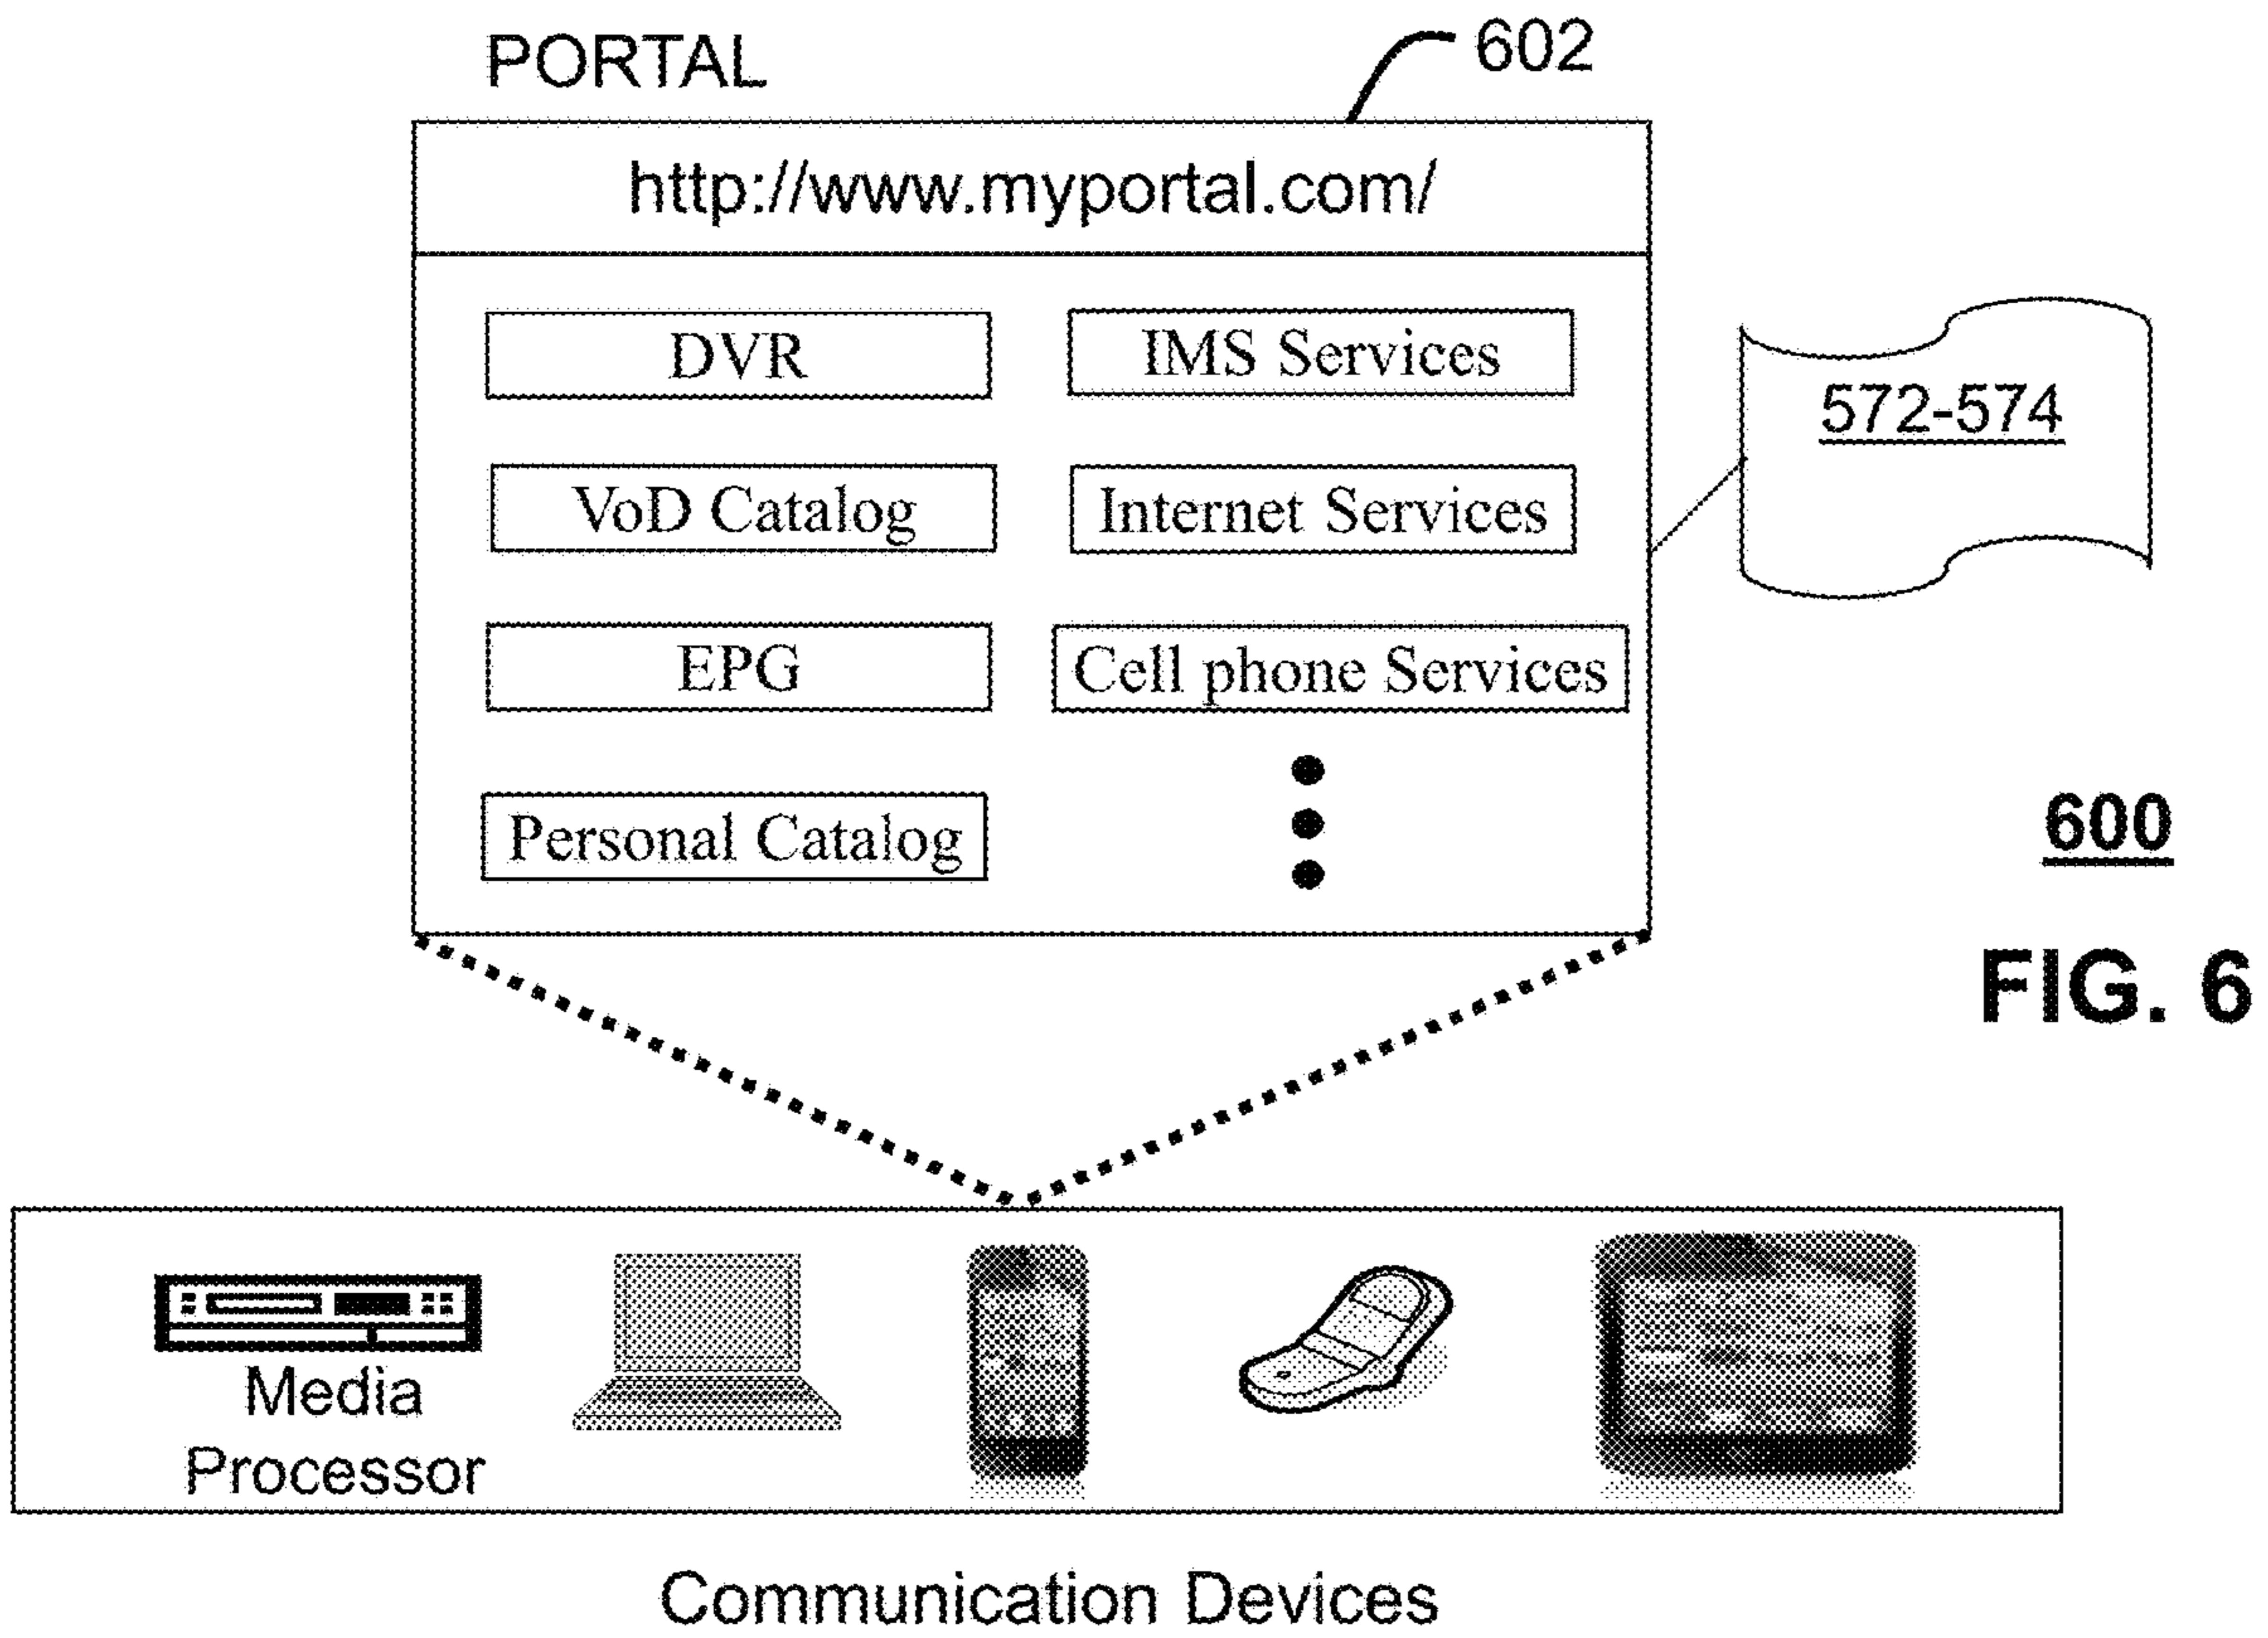 PORTAL
602
http://www.myportal.com/
DVR
IMS Services
572-574
VoD Catalog
Internet Services
EPG
Cell phone Services
Personal Catalog
600
FIG. 6
Media
Processor
Communication Devices